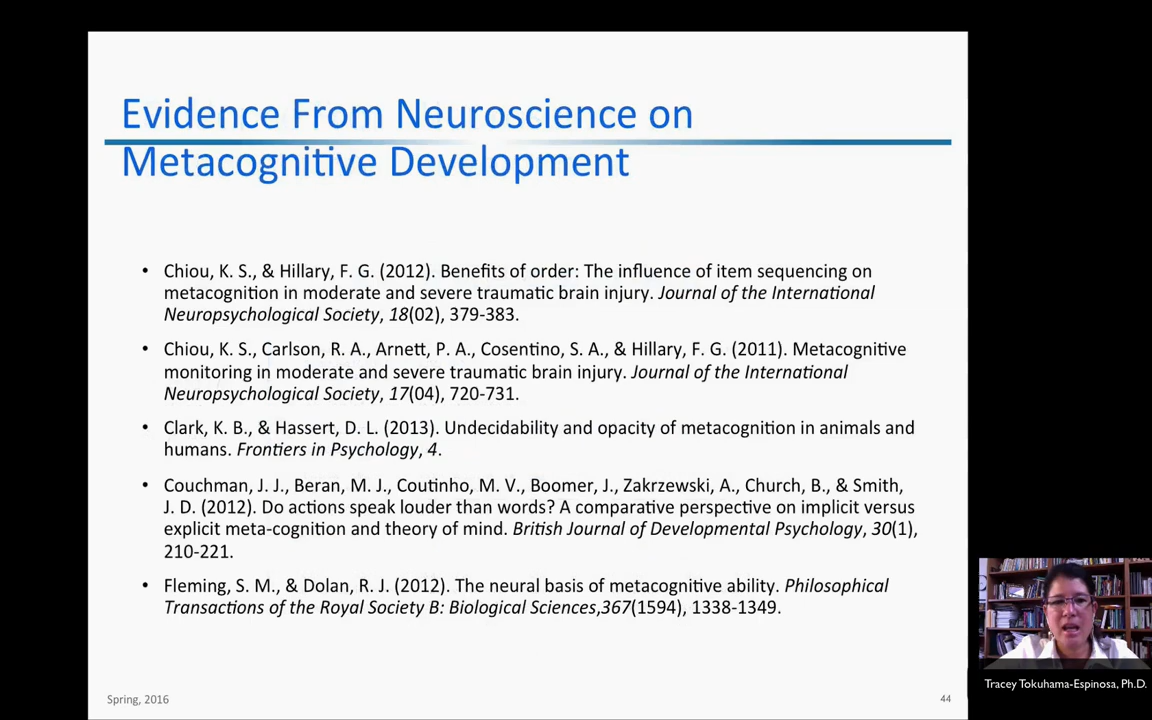 Evidence From Neuroscience on
Metacognitive Development
• Chiou, K. S., & Hillary, F. G. (2012). Benefits of order: The influence of item sequencing on
metacognition in moderate and severe traumatic brain injury. Journal of the International
Neuropsychological Society, 18(02), 379-383.
• Chiou, K. S., Carlson, R. A., Arnett, P. A., Cosentino, S. A., & Hillary, F. G. (2011). Metacognitive
monitoring in moderate and severe traumatic brain injury. Journal of the International
Neuropsychological Society, 17(04), 720-731.
• Clark, K. B., & Hassert, D. L. (2013). Undecidability and opacity of metacognition in animals and
humans. Frontiers in Psychology, 4.
• Couchman, J. J., Beran, M. J., Coutinho, M. V., Boomer, J., Zakrzewski, A., Church, B., & Smith,
J. D. (2012). Do actions speak louder than words? A comparative perspective on implicit versus
explicit meta-cognition and theory of mind. British Journal of Developmental Psychology, 30(1),
210-221.
• Fleming, S. M., & Dolan, R. J. (2012). The neural basis of metacognitive ability. Philosophical
Transactions of the Royal Society B: Biological Sciences,367(1594), 1338-1349.
Tracey Tokuhama-Espinosa, Ph.D.
Spring, 2016
44